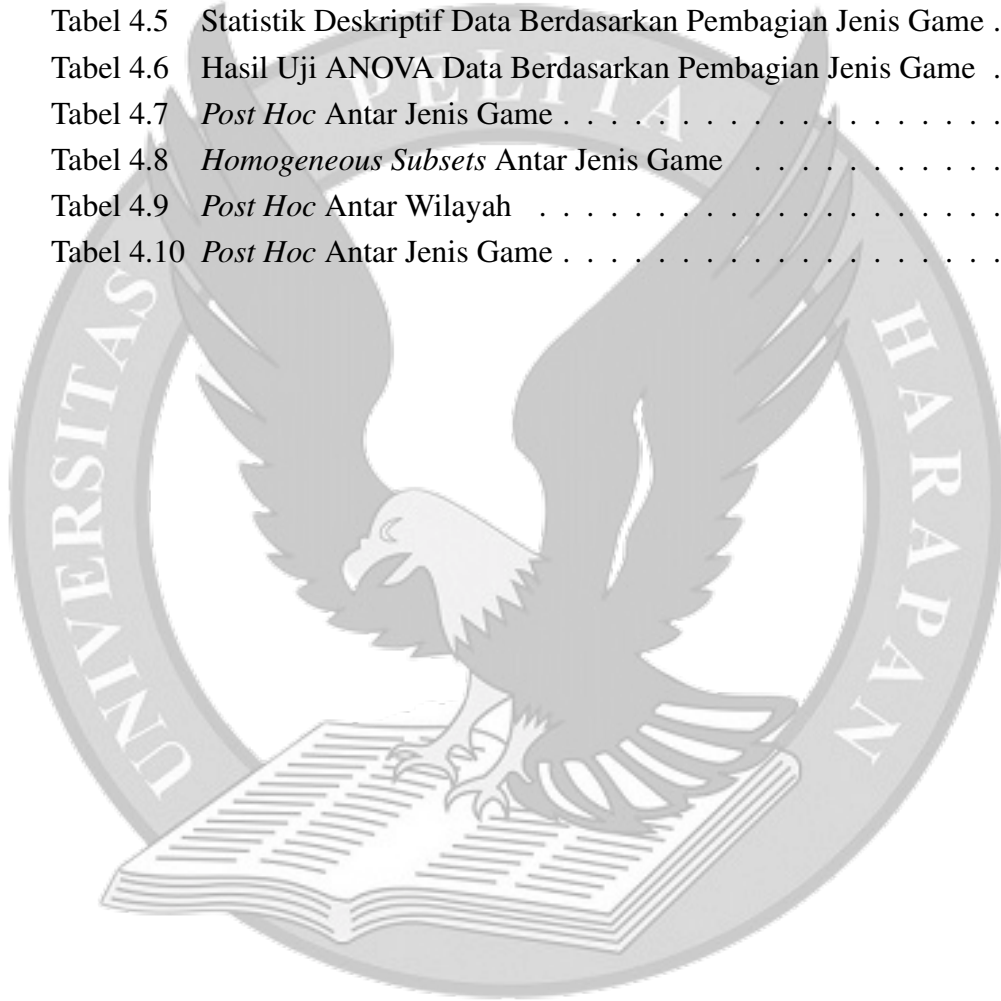 Tabel 4.5 Statistik Deskriptif Data Berdasarkan Pembagian Jenis Game .
Tabel 4.6 Hasil Uji ANOVA Data Berdasarkan Pembagian Jenis Game .
Tabel 4.7 Post Hoc Antar Jenis Game . . . . . . . . . . . . . . . . . . .
Tabel 4.8 Homogeneous Subsets Antar Jenis Game . . . . . . . . . . .
Tabel 4.9 Post Hoc Antar Wilayah . . . . . . . . . . . . . . . . . . . .
Tabel 4.10 Post Hoc Antar Jenis Game . . . . . . . . . . . . . . . . . . .
UNIVERSITAS PELITA HARAPAN